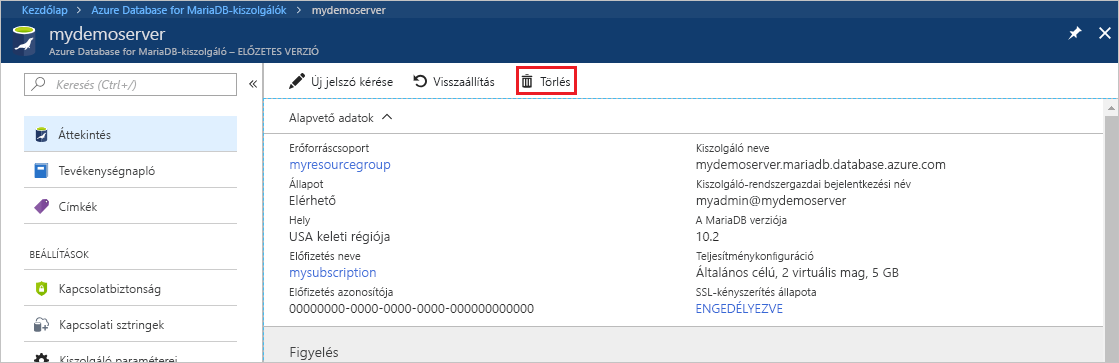 Kezdőlap > Azure Database for MariaDB-kiszolgálók > mydemoserver
mydemoserver
Azure Database for MariaDB-kiszolgáló – ELŐZETES VERZIÓ
Keresés (Ctrl+/)
«
Áttekintés
Tevékenységnapló
Címkék
BEÁLLÍTÁSOK
Kapcsolatbiztonság
Kapcsolati sztringek
Kiszolgáló paraméterei
Új jelszó kérése
Visszaállítás
Törlés
Alapvető adatok
Erőforráscsoport
myresourcegroup
Állapot
Elérhető
Hely
USA keleti régiója
Előfizetés neve
mysubscription
Előfizetés azonosítója
00000000-0000-0000-0000-000000000000
Kiszolgáló neve
mydemoserver.mariadb.database.azure.com
Kiszolgáló-rendszergazdai bejelentkezési név
myadmin@mydemoserver
A MariaDB verziója
10.2
Teljesítménykonfiguráció
Általános célú, 2 virtuális mag, 5 GB
SSL-kényszerítés állapota
ENGEDÉLYEZVE
Figyelés